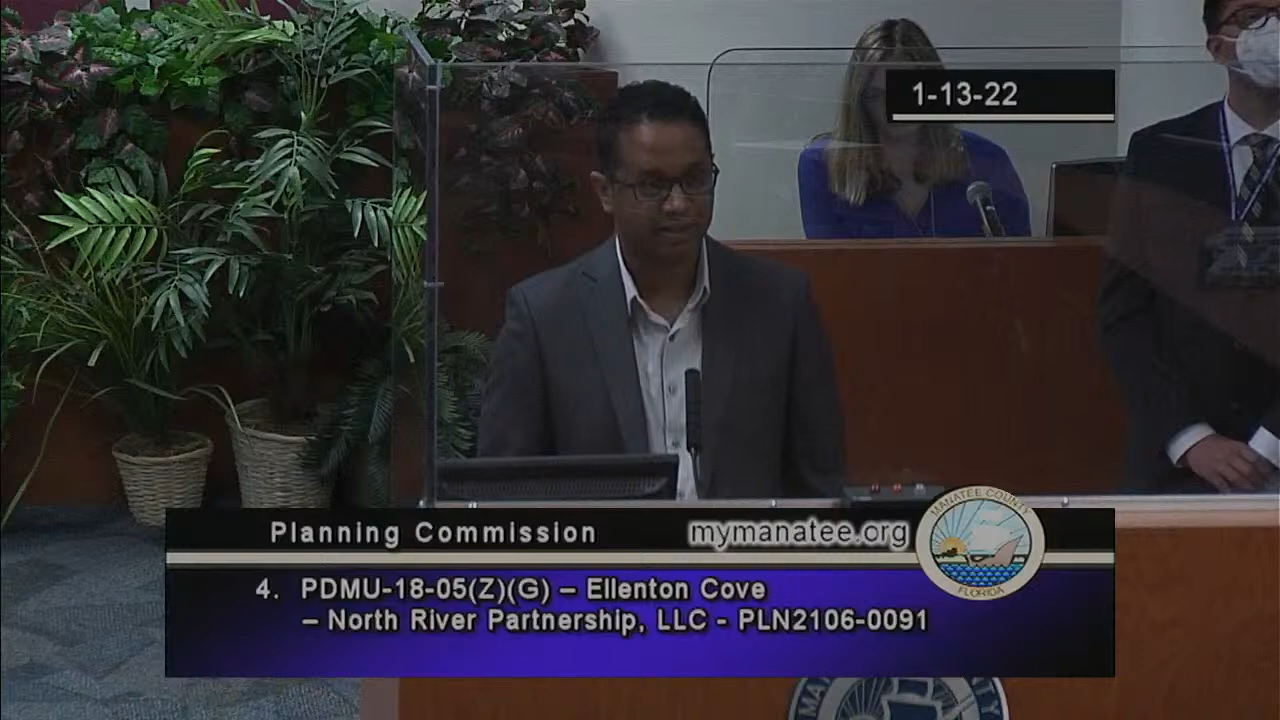 1-13-22
Planning Commission
mymanatee.org
MANATEE COUNTY
FLORIDA
4. PDMU-18-05(Z)(G) – Ellenton Cove
– North River Partnership, LLC - PLN2106-0091